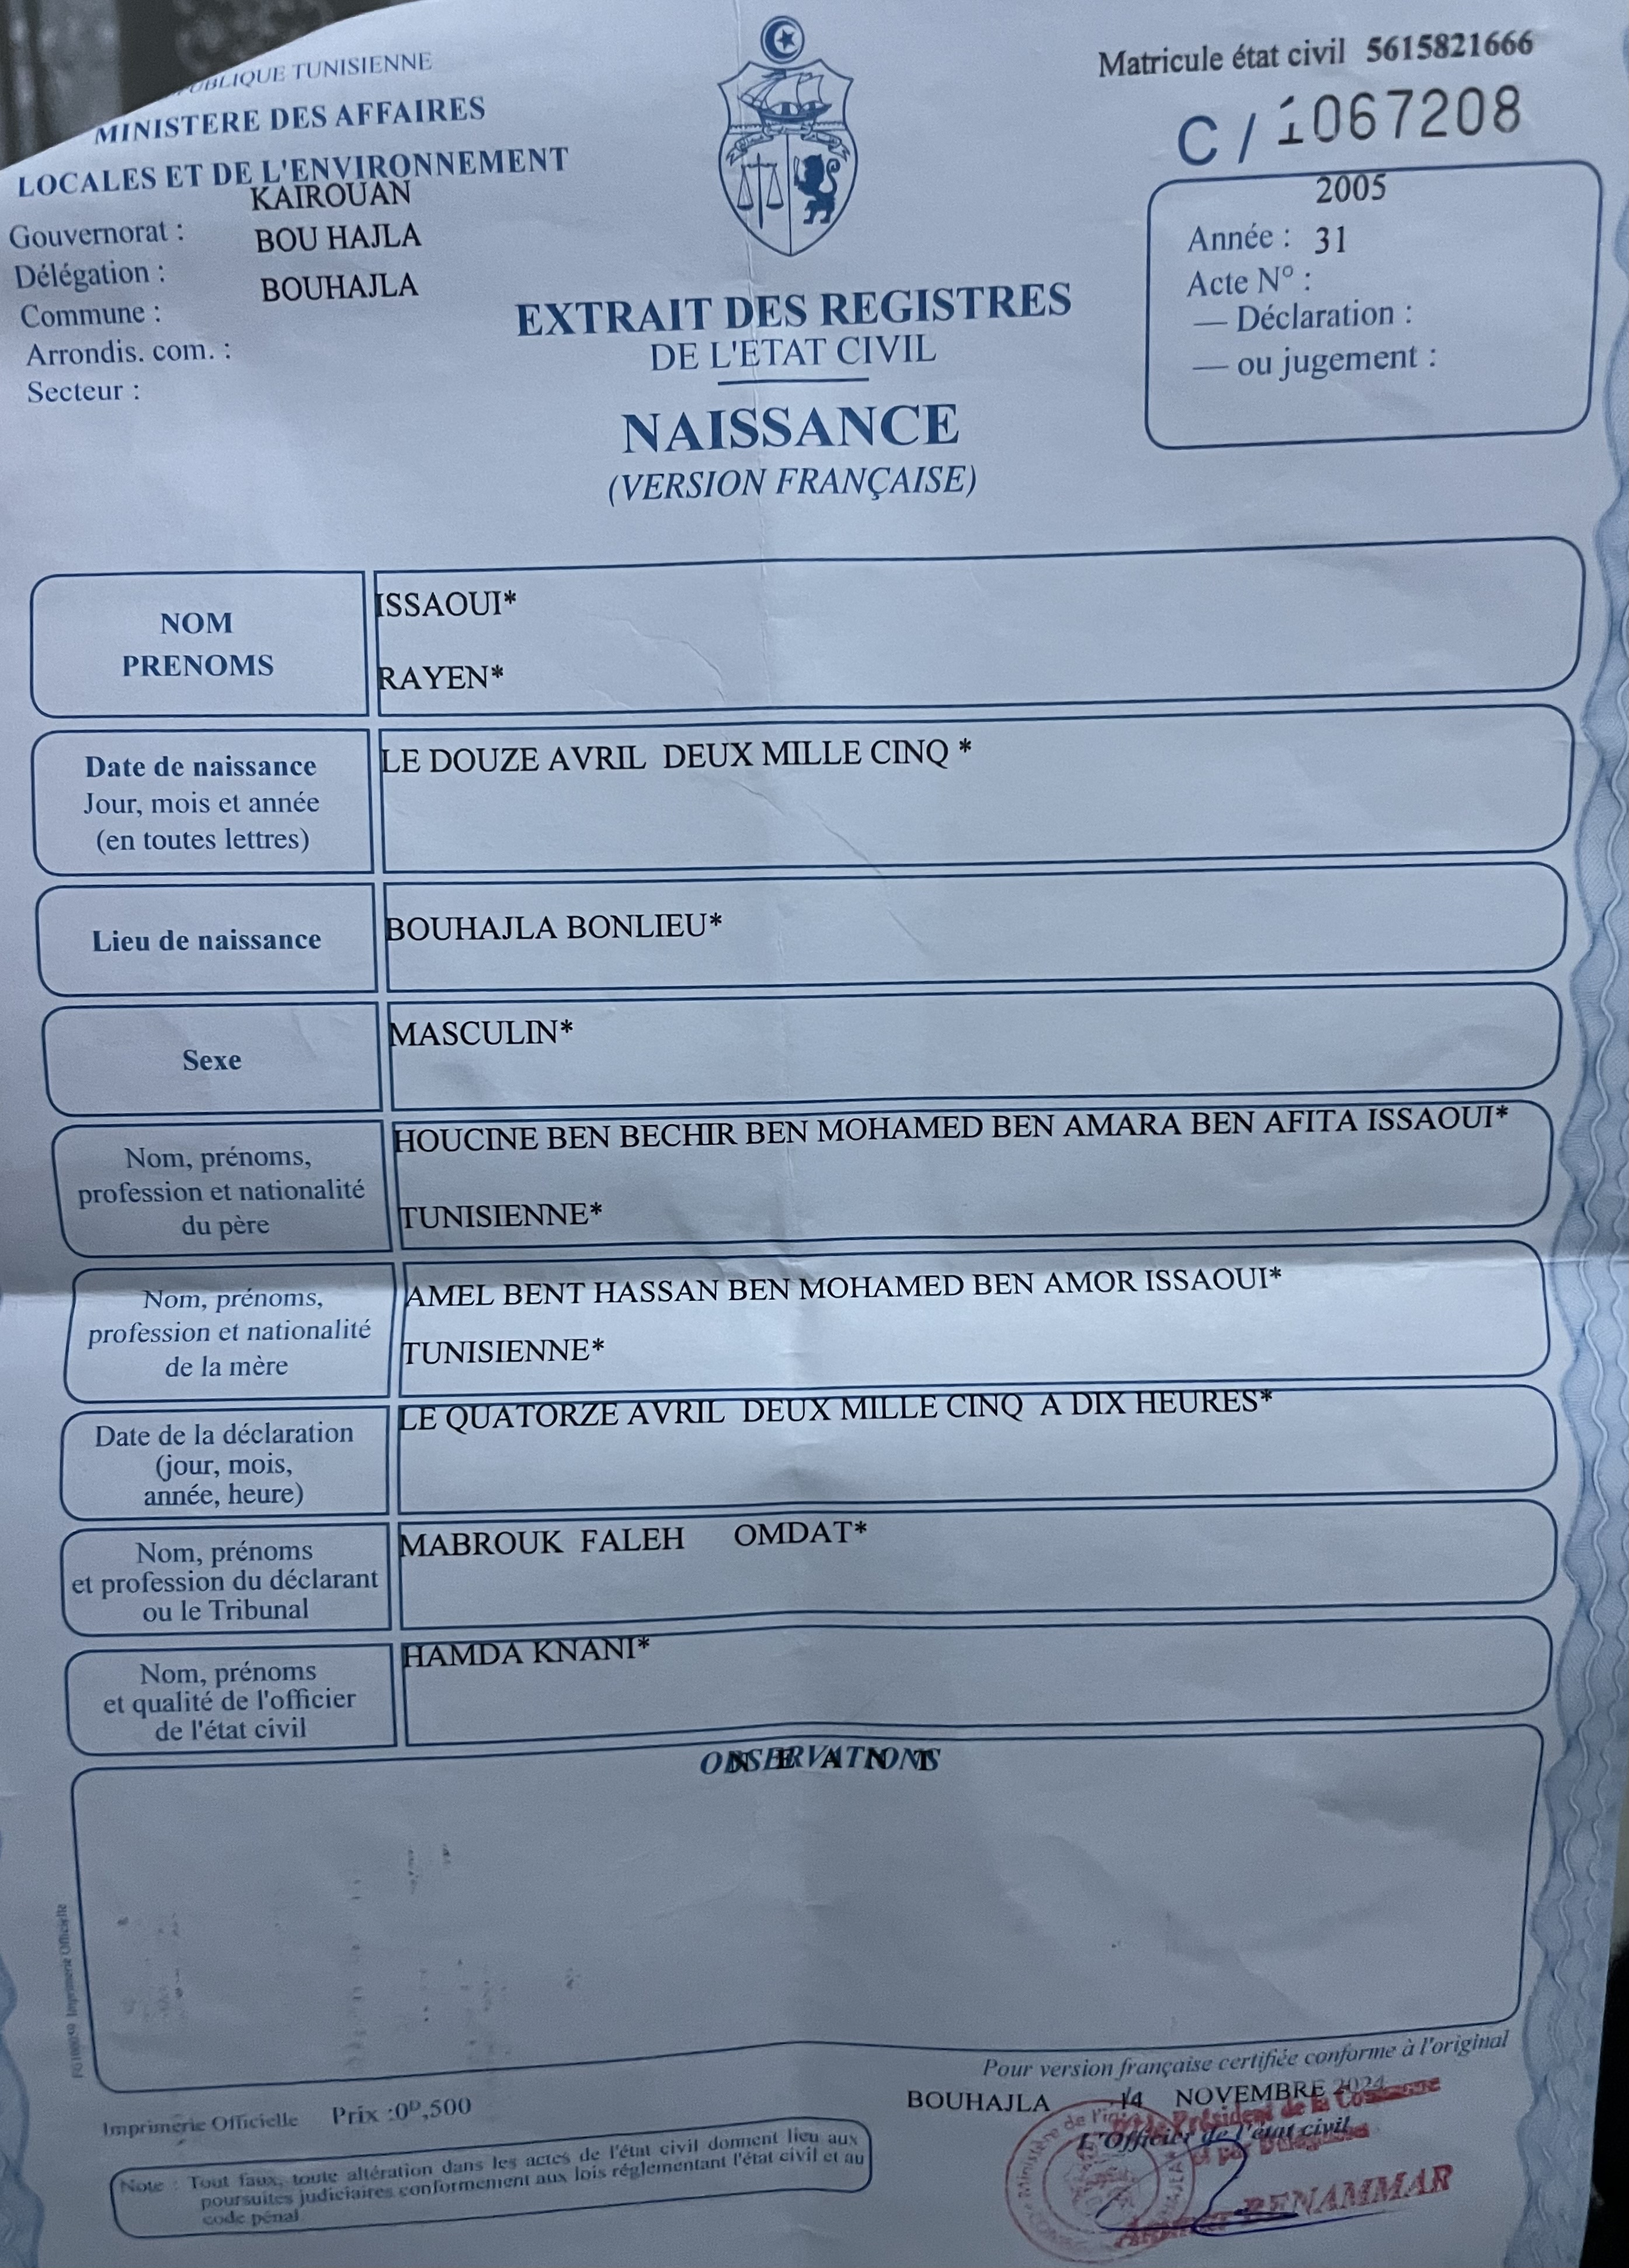 PUBLIQUE TUNISIENNE
MINISTERE DES AFFAIRES
LOCALES ET DE L'ENVIRONNEMENT
KAIROUAN
Gouvernorat :
BOU HAJLA
Délégation :
BOUHAJLA
Commune :
Arrondis. com. :
Secteur :
Matricule état civil 5615821666
C / 1067208
2005
Année : 31
Acte N° :
— Déclaration :
— ou jugement :
EXTRAIT DES REGISTRES
DE L'ETAT CIVIL
NAISSANCE
(VERSION FRANÇAISE)
NOM
PRENOMS
ISSAOUI*
RAYEN*
Date de naissance
Jour, mois et année
(en toutes lettres)
LE DOUZE AVRIL DEUX MILLE CINQ *
Lieu de naissance
BOUHAJLA BONLIEU*
Sexe
MASCULIN*
Nom, prénoms,
profession et nationalité
du père
HOUCINE BEN BECHIR BEN MOHAMED BEN AMARA BEN AFITA ISSAOUI*
TUNISIENNE*
Nom, prénoms,
profession et nationalité
de la mère
AMEL BENT HASSAN BEN MOHAMED BEN AMOR ISSAOUI*
TUNISIENNE*
Date de la déclaration
(jour, mois,
année, heure)
LE QUATORZE AVRIL DEUX MILLE CINQ A DIX HEURES*
Nom, prénoms
et profession du déclarant
ou le Tribunal
MABROUK FALEH OMDAT*
Nom, prénoms
et qualité de l'officier
de l'état civil
HAMDA KNANI*
OBSERVATIONS
N E A N T
Imprimerie Officielle
Pour version française certifiée conforme à l'original
BOUHAJLA 14 NOVEMBRE 2024
L'Officier de l'état civil
Président de la Commune
BENAMMAR
Imprimerie Officielle Prix :0ᴰ,500
Note : Tout faux, toute altération dans les actes de l'état civil donnent lieu aux
poursuites judiciaires conformement aux lois réglementant l'état civil et au
code pénal